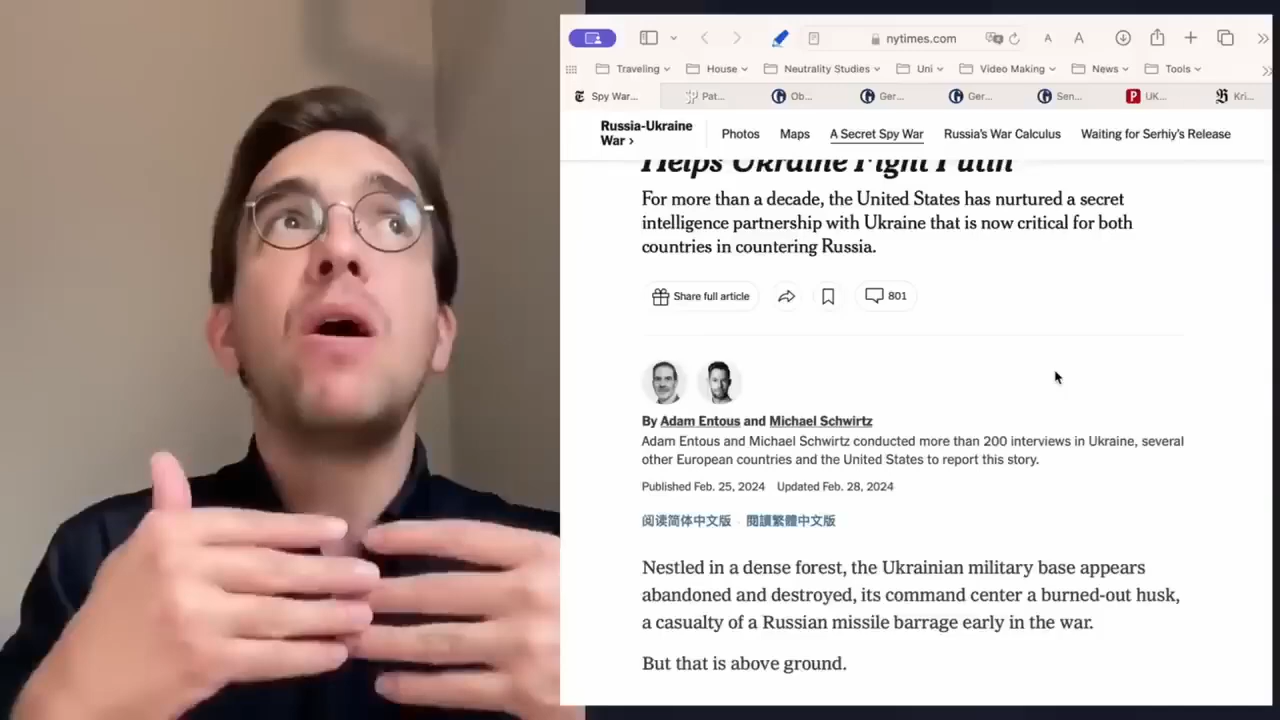 nytimes.com
A A
Traveling House Neutrality Studies Uni Video Making News Tools
Spy War... Pat... Ob... Ger... Ger... Sen... UK... Kri...
Russia-Ukraine
War ›
Photos Maps A Secret Spy War Russia's War Calculus Waiting for Serhiy's Release
Helps Ukraine Fight Putin
For more than a decade, the United States has nurtured a secret
intelligence partnership with Ukraine that is now critical for both
countries in countering Russia.
Share full article 801
By Adam Entous and Michael Schwirtz
Adam Entous and Michael Schwirtz conducted more than 200 interviews in Ukraine, several
other European countries and the United States to report this story.
Published Feb. 25, 2024 Updated Feb. 28, 2024
阅读简体中文版 · 閱讀繁體中文版
Nestled in a dense forest, the Ukrainian military base appears
abandoned and destroyed, its command center a burned-out husk,
a casualty of a Russian missile barrage early in the war.
But that is above ground.